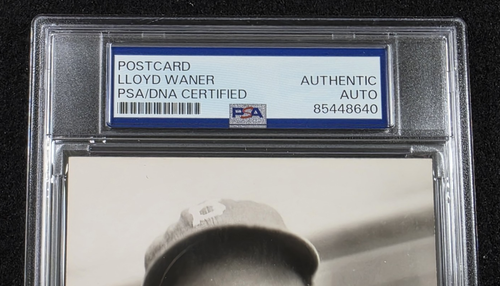 POSTCARD
LLOYD WANER
PSA/DNA CERTIFIED
AUTHENTIC
AUTO
85448640
PSA